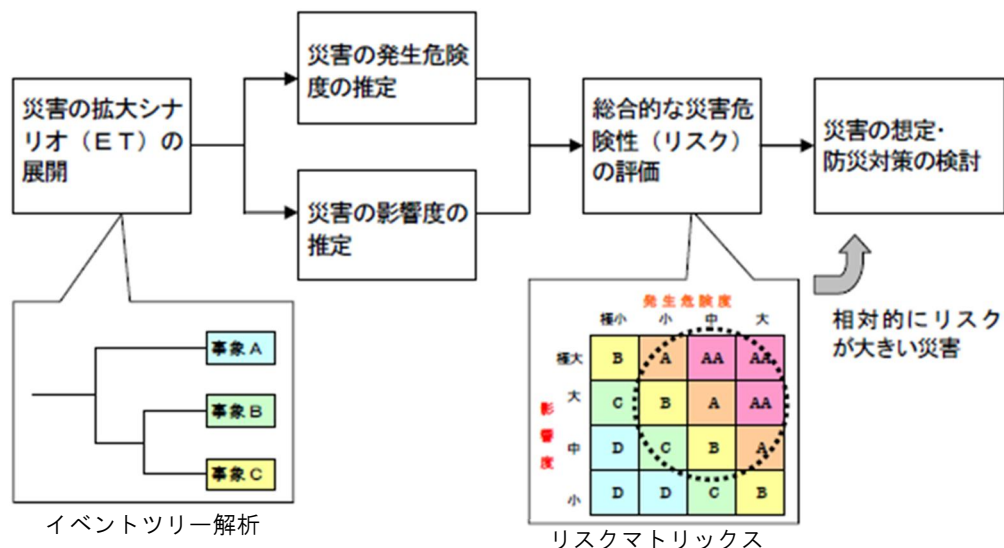 災害の拡大シナ
リオ（ＥＴ）の
展開
災害の発生危険
度の推定
災害の影響度の
推定
総合的な災害危
険性（リスク）
の評価
災害の想定・
防災対策の検討
相対的にリスク
が大きい災害
事象Ａ
事象Ｂ
事象Ｃ
イベントツリー解析
発生危険度
極小 小 中 大
影響度
極大 B A AA AA
大 C B A AA
中 D C B A
小 D D C B
リスクマトリックス